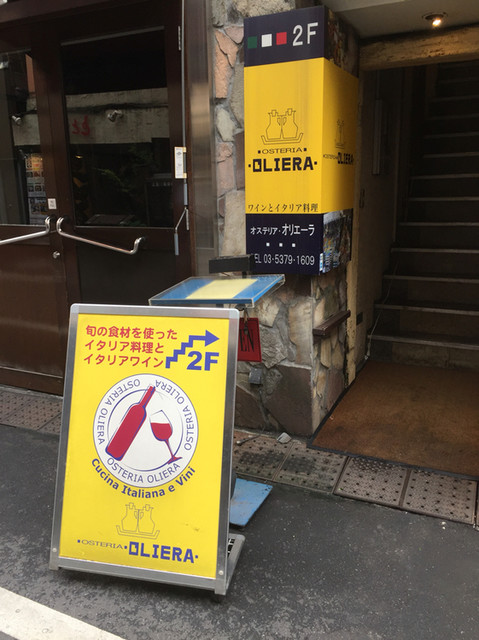 2F
OSTERIA
OLIERA
ワインとイタリア料理
オステリア・オリエーラ
TEL 03-5379-1609
旬の食材を使った
イタリア料理と
イタリアワイン
2F
OSTERIA OLIERA
OSTERIA OLIERA
OSTERIA OLIERA
Cucina Italiana e Vini
OSTERIA OLIERA